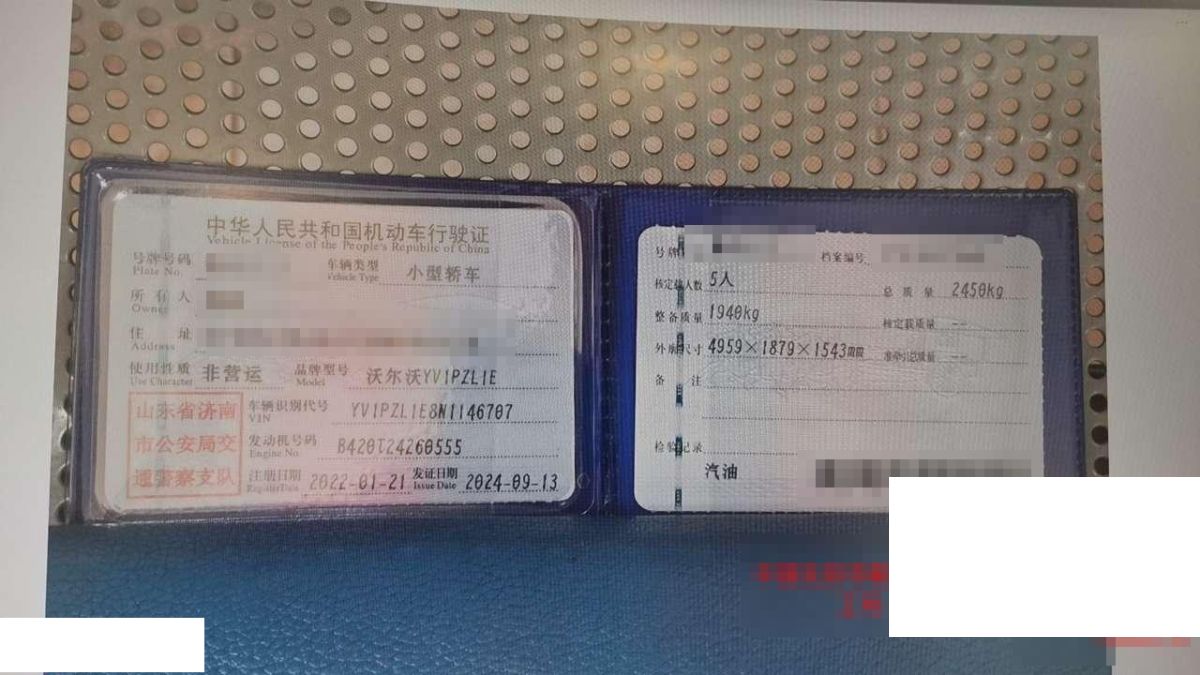 中华人民共和国机动车行驶证
Vehicle License of the People's Republic of China
号牌号码 车辆类型 小型轿车
Plate No. Vehicle Type
所有人
Owner
住址
Address
使用性质 非营运 品牌型号 沃尔沃YV1PZL1E
Use Character Model
山东省济南
市公安局交
通警察支队
车辆识别代号 YV1PZL1E8N1146707
VIN
发动机号码 B420T24260555
Engine No.
注册日期 2022-01-21 发证日期 2024-09-13
Register Date Issue Date
号牌 档案编号
核定载人数 5人 总质量 2450kg
整备质量 1940kg 核定载质量 --
外廓尺寸 4959×1879×1543mm 准牵引总质量 --
备注
检验记录
汽油